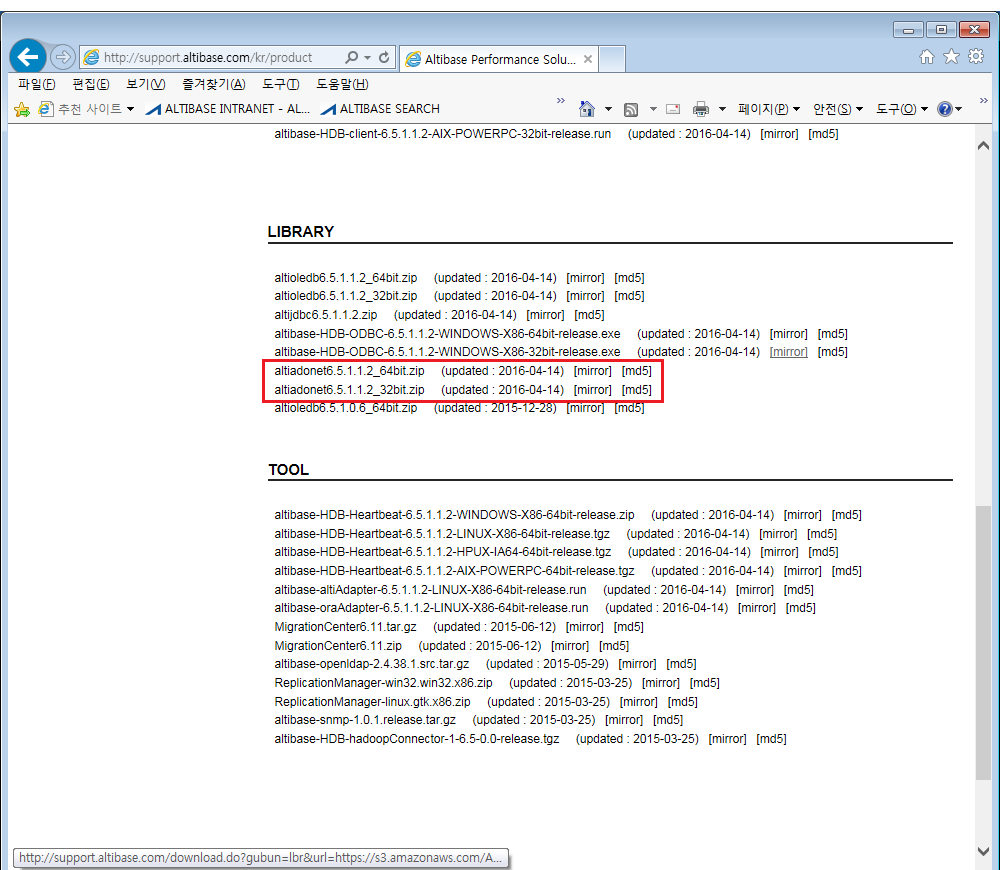 http://support.altibase.com/kr/product
Altibase Performance Solu...
파일(F) 편집(E) 보기(V) 즐겨찾기(A) 도구(T) 도움말(H)
추천 사이트 ALTIBASE INTRANET - AL... ALTIBASE SEARCH » 페이지(P) 안전(S) 도구(O) »
altibase-HDB-client-6.5.1.1.2-AIX-POWERPC-32bit-release.run (updated : 2016-04-14) [mirror] [md5]
LIBRARY
altioledb6.5.1.1.2_64bit.zip (updated : 2016-04-14) [mirror] [md5]
altioledb6.5.1.1.2_32bit.zip (updated : 2016-04-14) [mirror] [md5]
altijdbc6.5.1.1.2.zip (updated : 2016-04-14) [mirror] [md5]
altibase-HDB-ODBC-6.5.1.1.2-WINDOWS-X86-64bit-release.exe (updated : 2016-04-14) [mirror] [md5]
altibase-HDB-ODBC-6.5.1.1.2-WINDOWS-X86-32bit-release.exe (updated : 2016-04-14) [mirror] [md5]
altiadonet6.5.1.1.2_64bit.zip (updated : 2016-04-14) [mirror] [md5]
altiadonet6.5.1.1.2_32bit.zip (updated : 2016-04-14) [mirror] [md5]
altioledb6.5.1.0.6_64bit.zip (updated : 2015-12-28) [mirror] [md5]
TOOL
altibase-HDB-Heartbeat-6.5.1.1.2-WINDOWS-X86-64bit-release.zip (updated : 2016-04-14) [mirror] [md5]
altibase-HDB-Heartbeat-6.5.1.1.2-LINUX-X86-64bit-release.tgz (updated : 2016-04-14) [mirror] [md5]
altibase-HDB-Heartbeat-6.5.1.1.2-HPUX-IA64-64bit-release.tgz (updated : 2016-04-14) [mirror] [md5]
altibase-HDB-Heartbeat-6.5.1.1.2-AIX-POWERPC-64bit-release.tgz (updated : 2016-04-14) [mirror] [md5]
altibase-altiAdapter-6.5.1.1.2-LINUX-X86-64bit-release.run (updated : 2016-04-14) [mirror] [md5]
altibase-oraAdapter-6.5.1.1.2-LINUX-X86-64bit-release.run (updated : 2016-04-14) [mirror] [md5]
MigrationCenter6.11.tar.gz (updated : 2015-06-12) [mirror] [md5]
MigrationCenter6.11.zip (updated : 2015-06-12) [mirror] [md5]
altibase-openldap-2.4.38.1.src.tar.gz (updated : 2015-05-29) [mirror] [md5]
ReplicationManager-win32.win32.x86.zip (updated : 2015-03-25) [mirror] [md5]
ReplicationManager-linux.gtk.x86.zip (updated : 2015-03-25) [mirror] [md5]
altibase-snmp-1.0.1.release.tar.gz (updated : 2015-03-25) [mirror] [md5]
altibase-HDB-hadoopConnector-1-6.5-0.0-release.tgz (updated : 2015-03-25) [mirror] [md5]
http://support.altibase.com/download.do?gubun=lbr&url=https://s3.amazonaws.com/A...